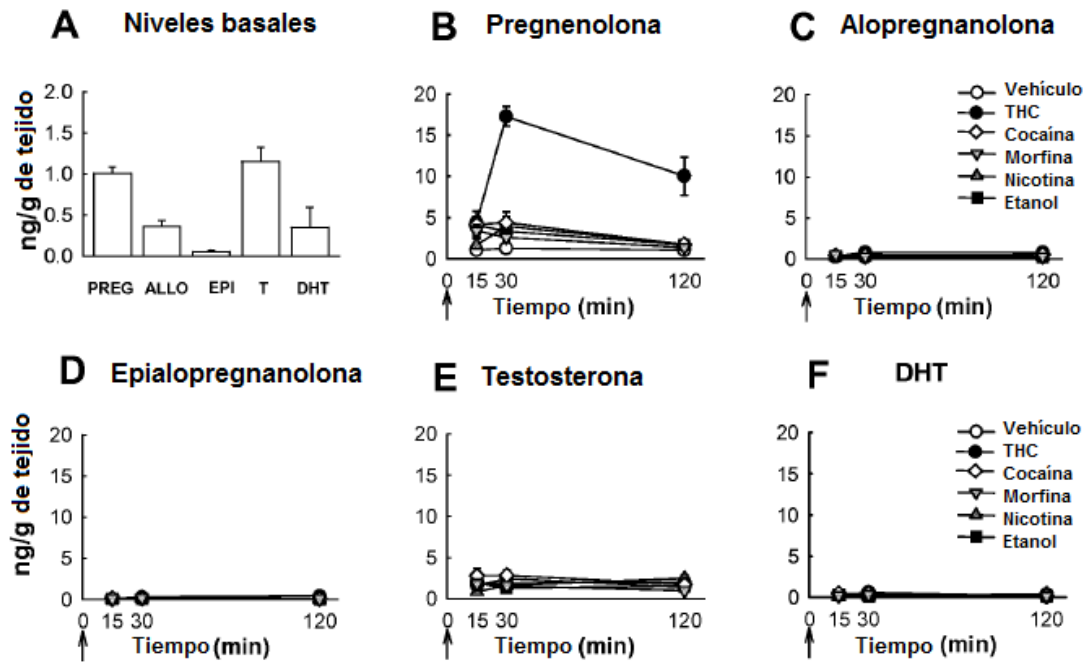 A Niveles basales
ng/g de tejido
2.0
1.5
1.0
0.5
0.0
PREG ALLO EPI T DHT
B Pregnenolona
20
15
10
5
0
0 15 30 120
Tiempo (min)
C Alopregnanolona
Vehículo
THC
Cocaína
Morfina
Nicotina
Etanol
20
15
10
5
0
0 15 30 120
Tiempo (min)
D Epialopregnanolona
ng/g de tejido
20
15
10
5
0
0 15 30 120
Tiempo (min)
E Testosterona
20
15
10
5
0
0 15 30 120
Tiempo (min)
F DHT
Vehículo
THC
Cocaína
Morfina
Nicotina
Etanol
20
15
10
5
0
0 15 30 120
Tiempo (min)